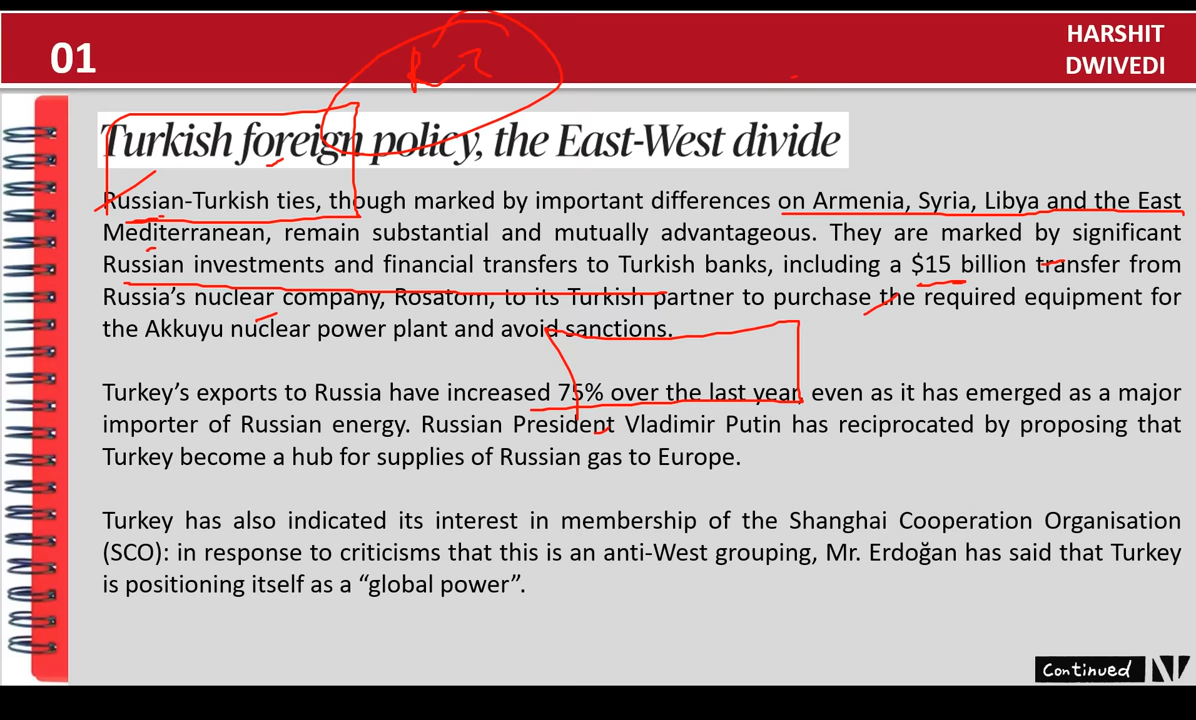 01
HARSHIT
DWIVEDI
Turkish foreign policy, the East-West divide
Russian-Turkish ties, though marked by important differences on Armenia, Syria, Libya and the East
Mediterranean, remain substantial and mutually advantageous. They are marked by significant
Russian investments and financial transfers to Turkish banks, including a $15 billion transfer from
Russia's nuclear company, Rosatom, to its Turkish partner to purchase the required equipment for
the Akkuyu nuclear power plant and avoid sanctions.
Turkey's exports to Russia have increased 75% over the last year, even as it has emerged as a major
importer of Russian energy. Russian President Vladimir Putin has reciprocated by proposing that
Turkey become a hub for supplies of Russian gas to Europe.
Turkey has also indicated its interest in membership of the Shanghai Cooperation Organisation
(SCO): in response to criticisms that this is an anti-West grouping, Mr. Erdoğan has said that Turkey
is positioning itself as a “global power”.
Continued